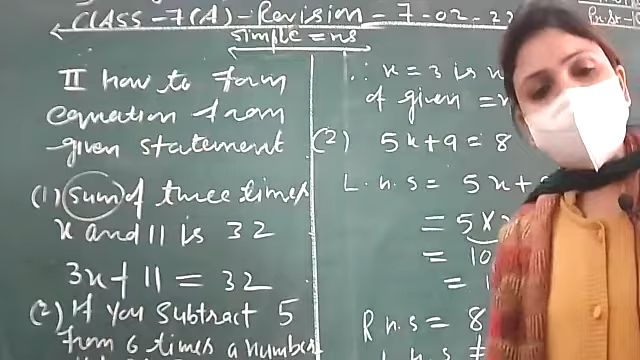 CLASS - 7(A) - Revision - 7-02-22
simple = ns
II how to form
equation from
given statement
(1) sum of three times
x and 11 is 32
3x + 11 = 32
(2) If you subtract 5
from 6 times a number
∴ x = 3 is
of given =
(2) 5x + 9 = 8
L.H.S = 5x +
= 5 ×
= 10
=
R.H.S = 8
L.H.S ≠